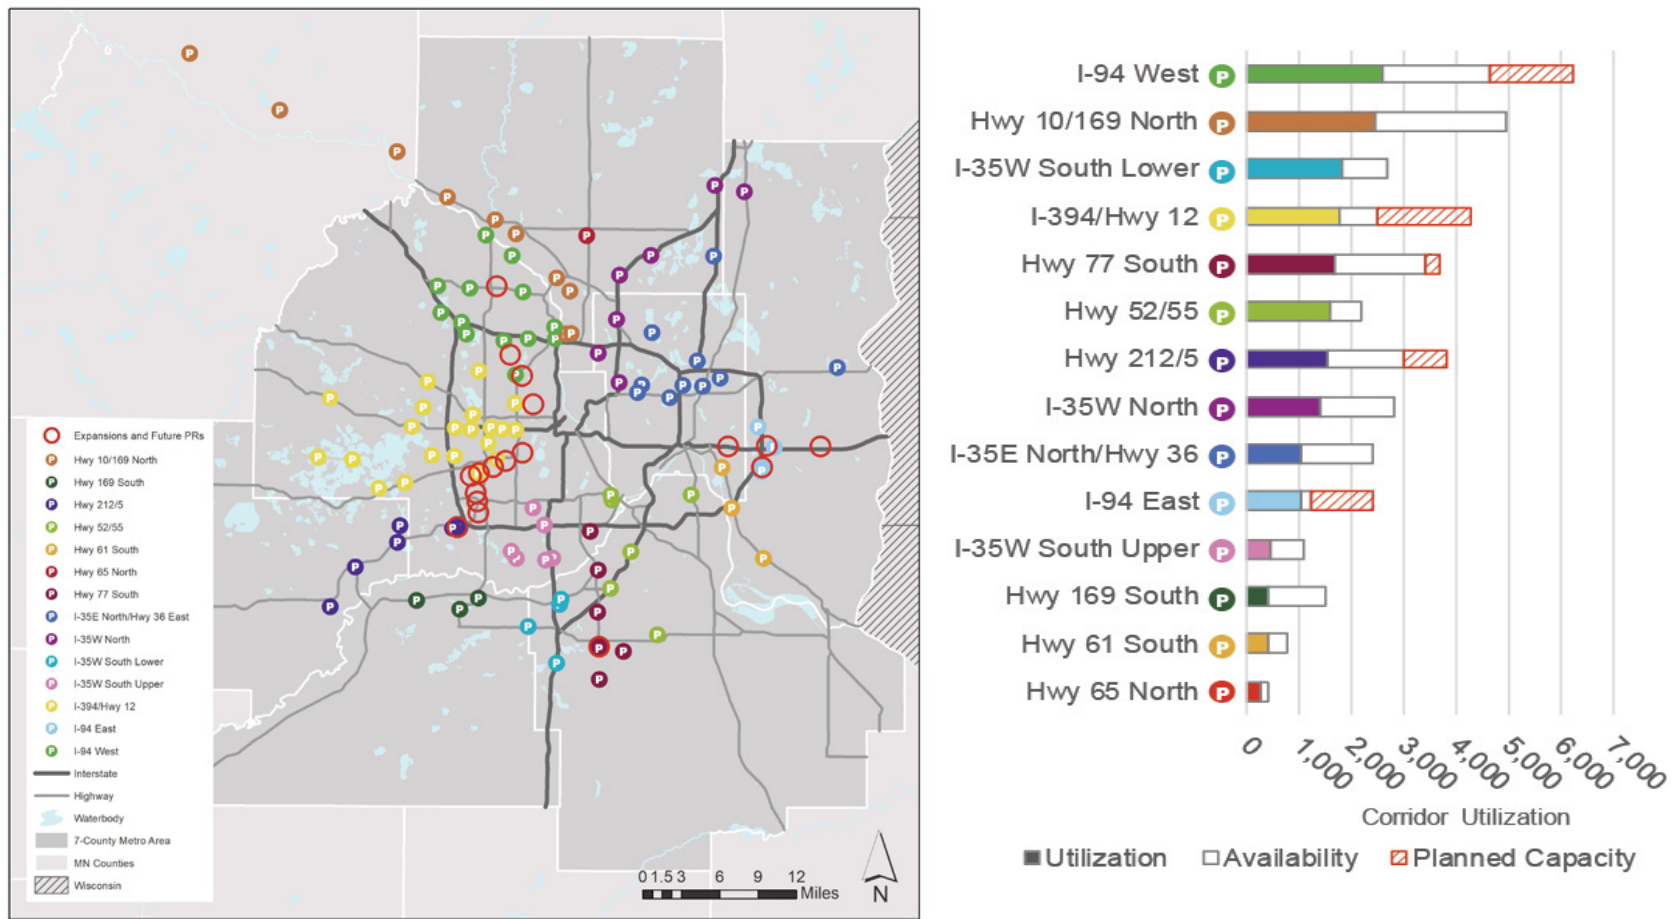 Expansions and Future PRs
P Hwy 10/169 North
P Hwy 169 South
P Hwy 212/5
P Hwy 52/55
P Hwy 61 South
P Hwy 65 North
P Hwy 77 South
P I-35E North/Hwy 36 East
P I-35W North
P I-35W South Lower
P I-35W South Upper
P I-394/Hwy 12
P I-94 East
P I-94 West
Interstate
Highway
Waterbody
7-County Metro Area
MN Counties
Wisconsin
0 1.5 3 6 9 12
Miles
N
I-94 West P
Hwy 10/169 North P
I-35W South Lower P
I-394/Hwy 12 P
Hwy 77 South P
Hwy 52/55 P
Hwy 212/5 P
I-35W North P
I-35E North/Hwy 36 P
I-94 East P
I-35W South Upper P
Hwy 169 South P
Hwy 61 South P
Hwy 65 North P
0 1,000 2,000 3,000 4,000 5,000 6,000 7,000
Corridor Utilization
Utilization Availability Planned Capacity